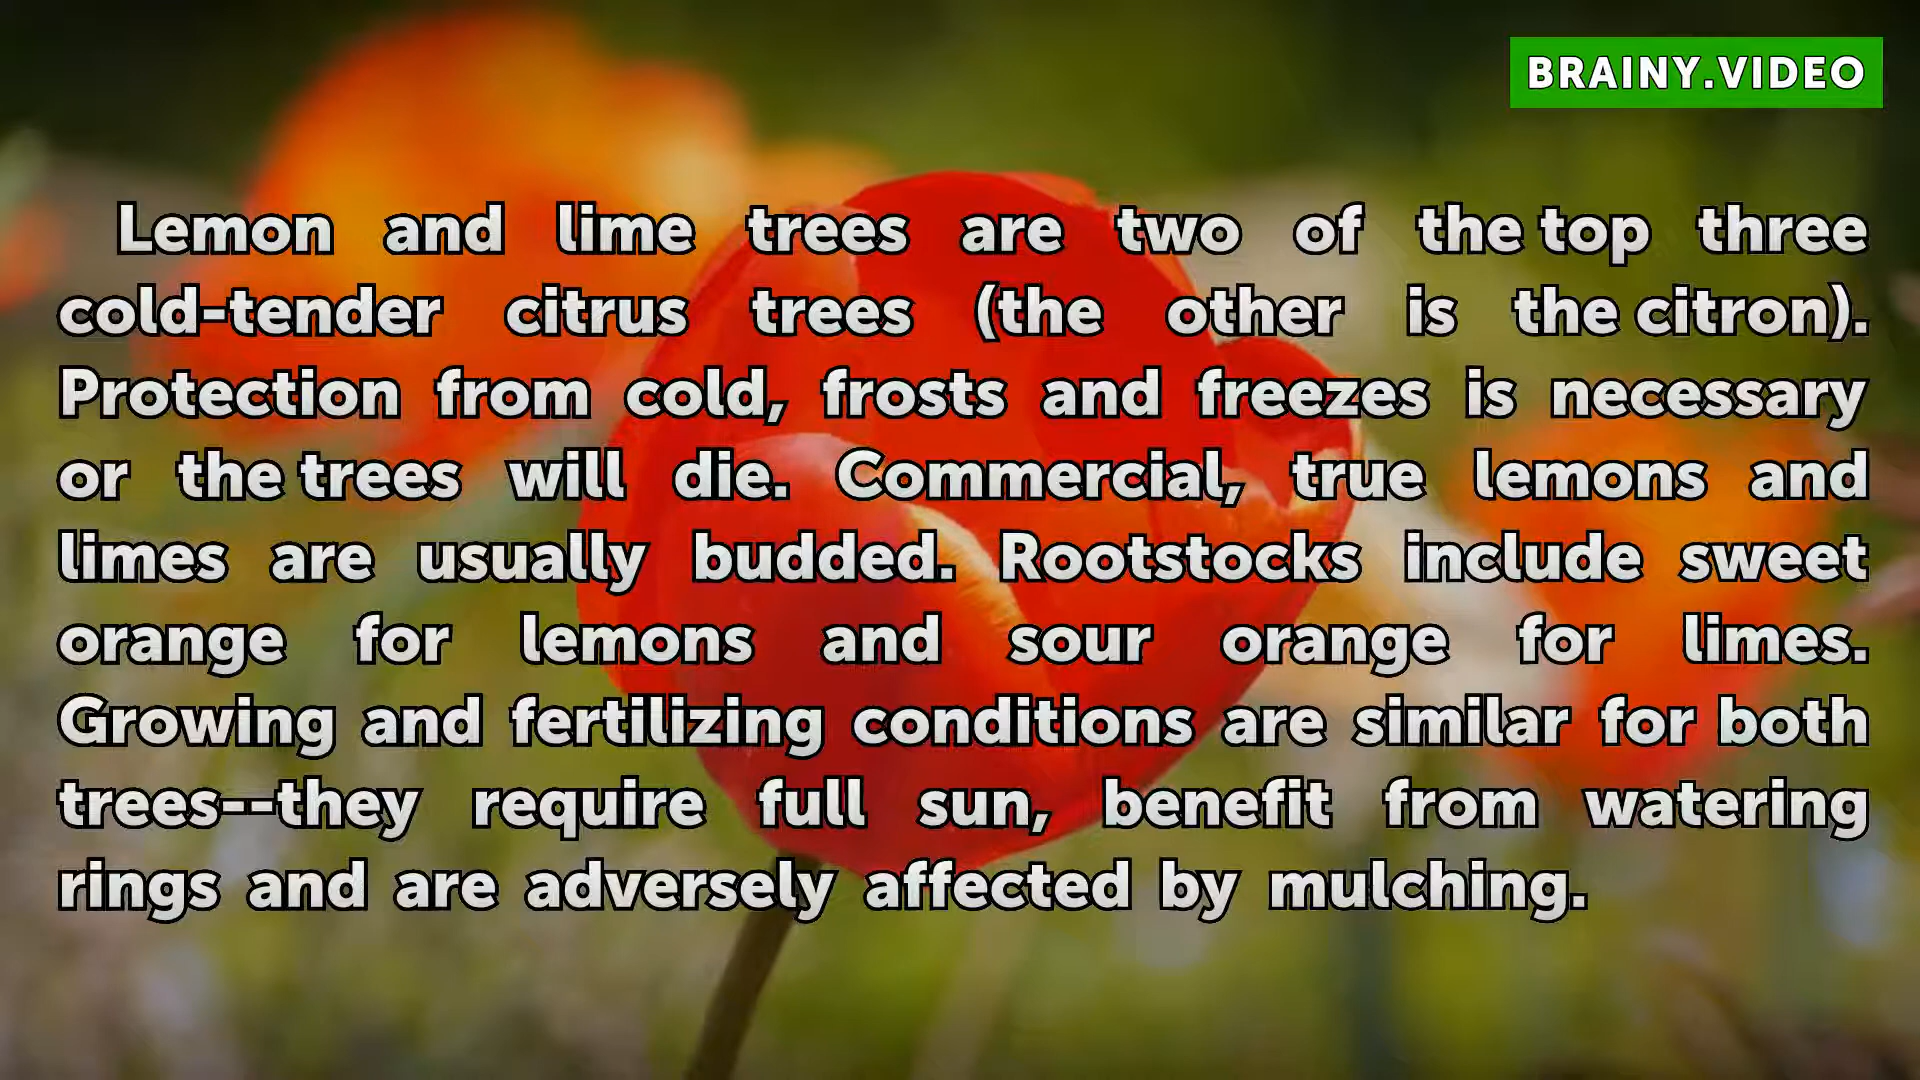 BRAINY.VIDEO
Lemon and lime trees are two of the top three
cold-tender citrus trees (the other is the citron).
Protection from cold, frosts and freezes is necessary
or the trees will die. Commercial, true lemons and
limes are usually budded. Rootstocks include sweet
orange for lemons and sour orange for limes.
Growing and fertilizing conditions are similar for both
trees--they require full sun, benefit from watering
rings and are adversely affected by mulching.